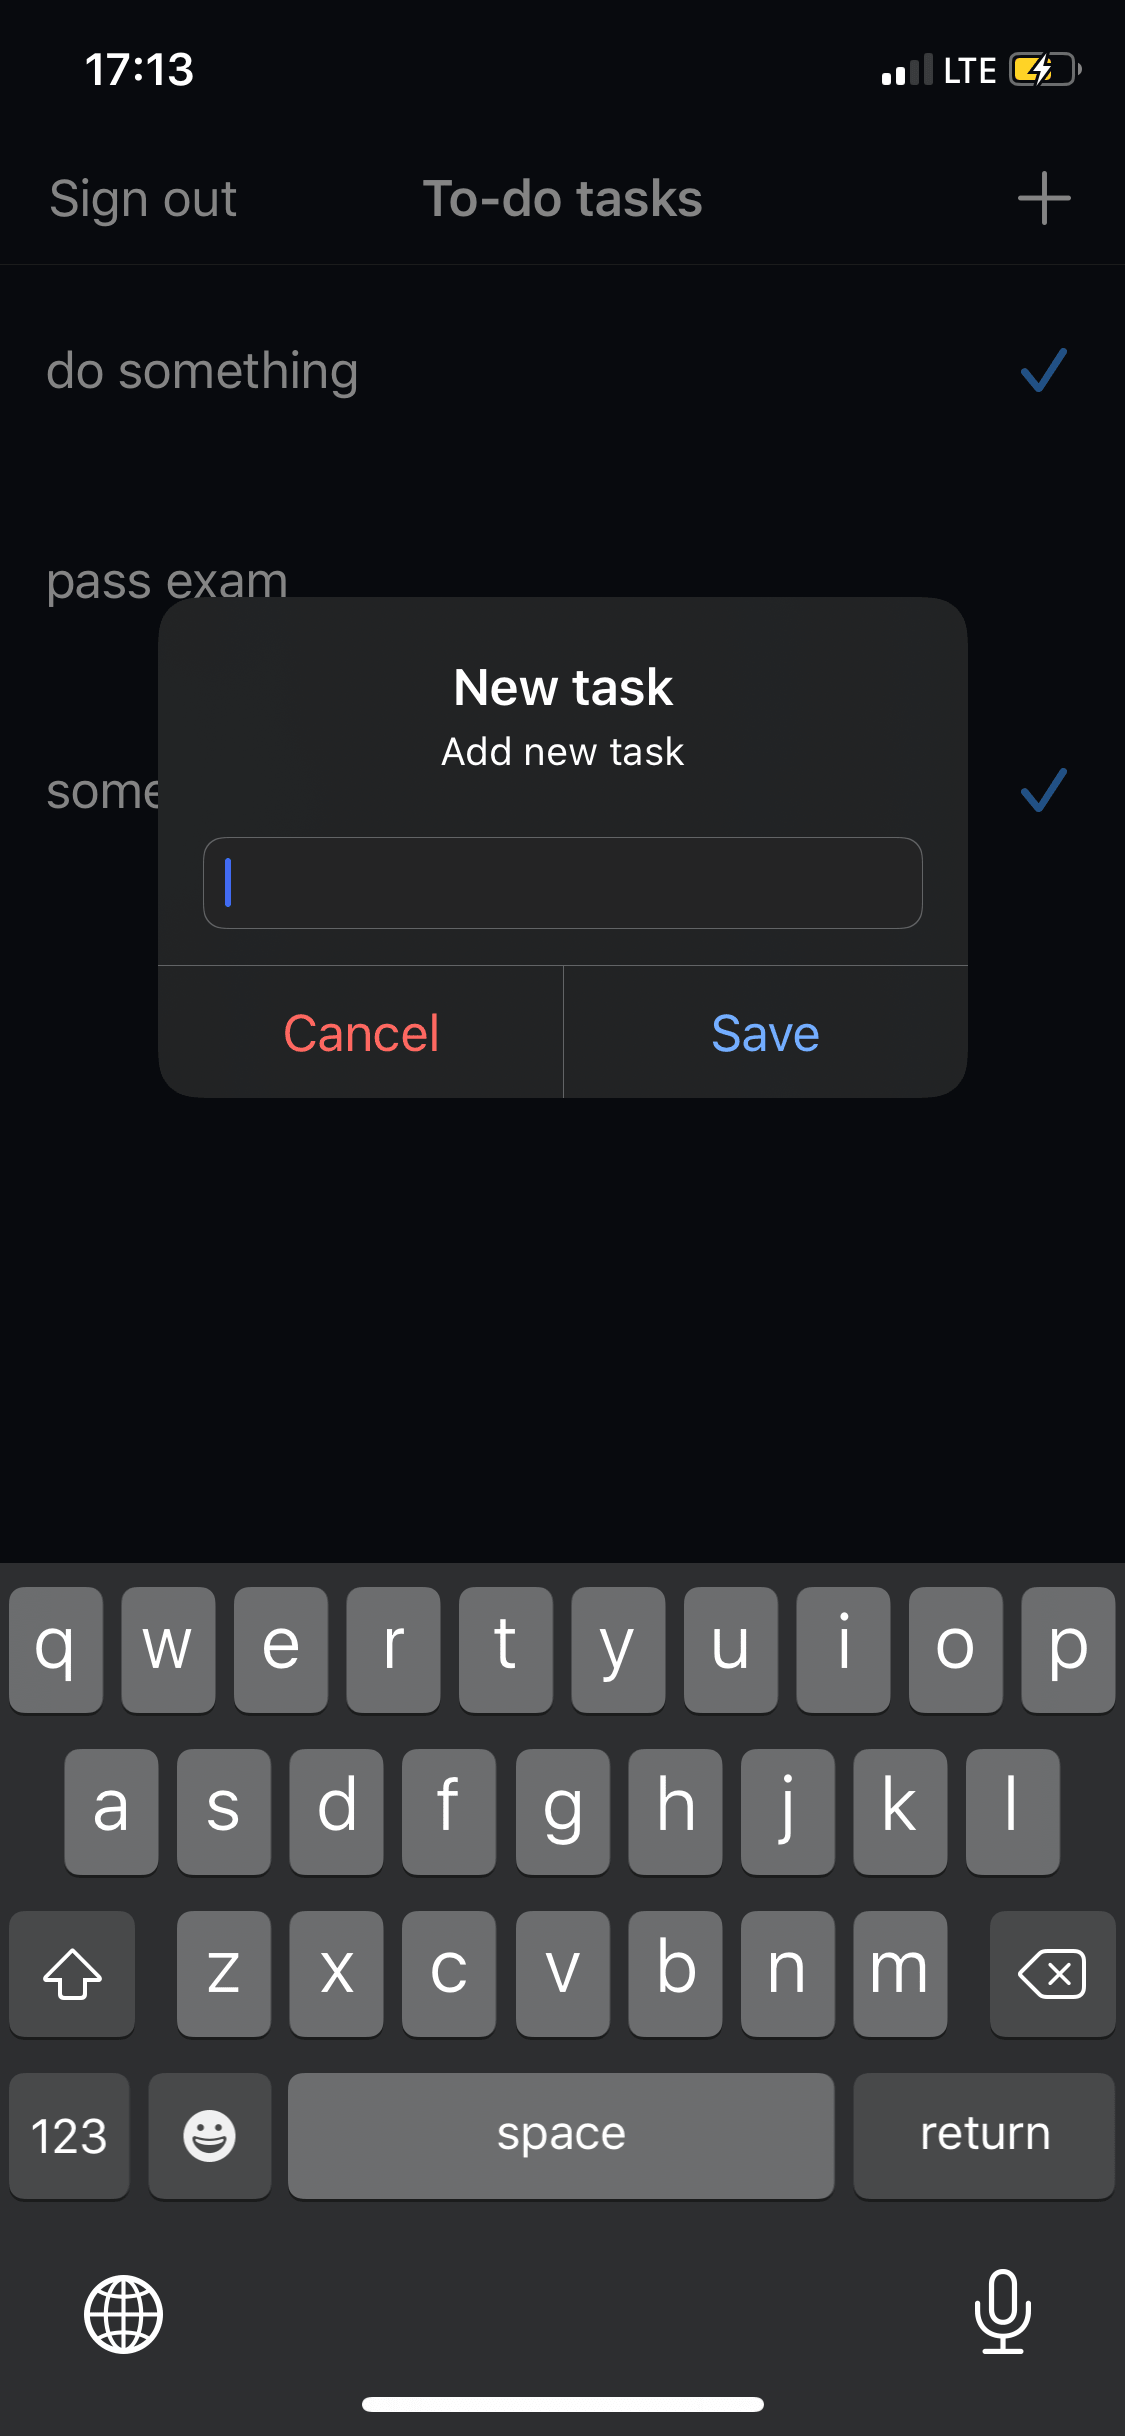 17:13 LTE
Sign out To-do tasks
do something
pass exam
New task
Add new task
Cancel Save
q w e r t y u i o p
a s d f g h j k l
z x c v b n m
123 space return